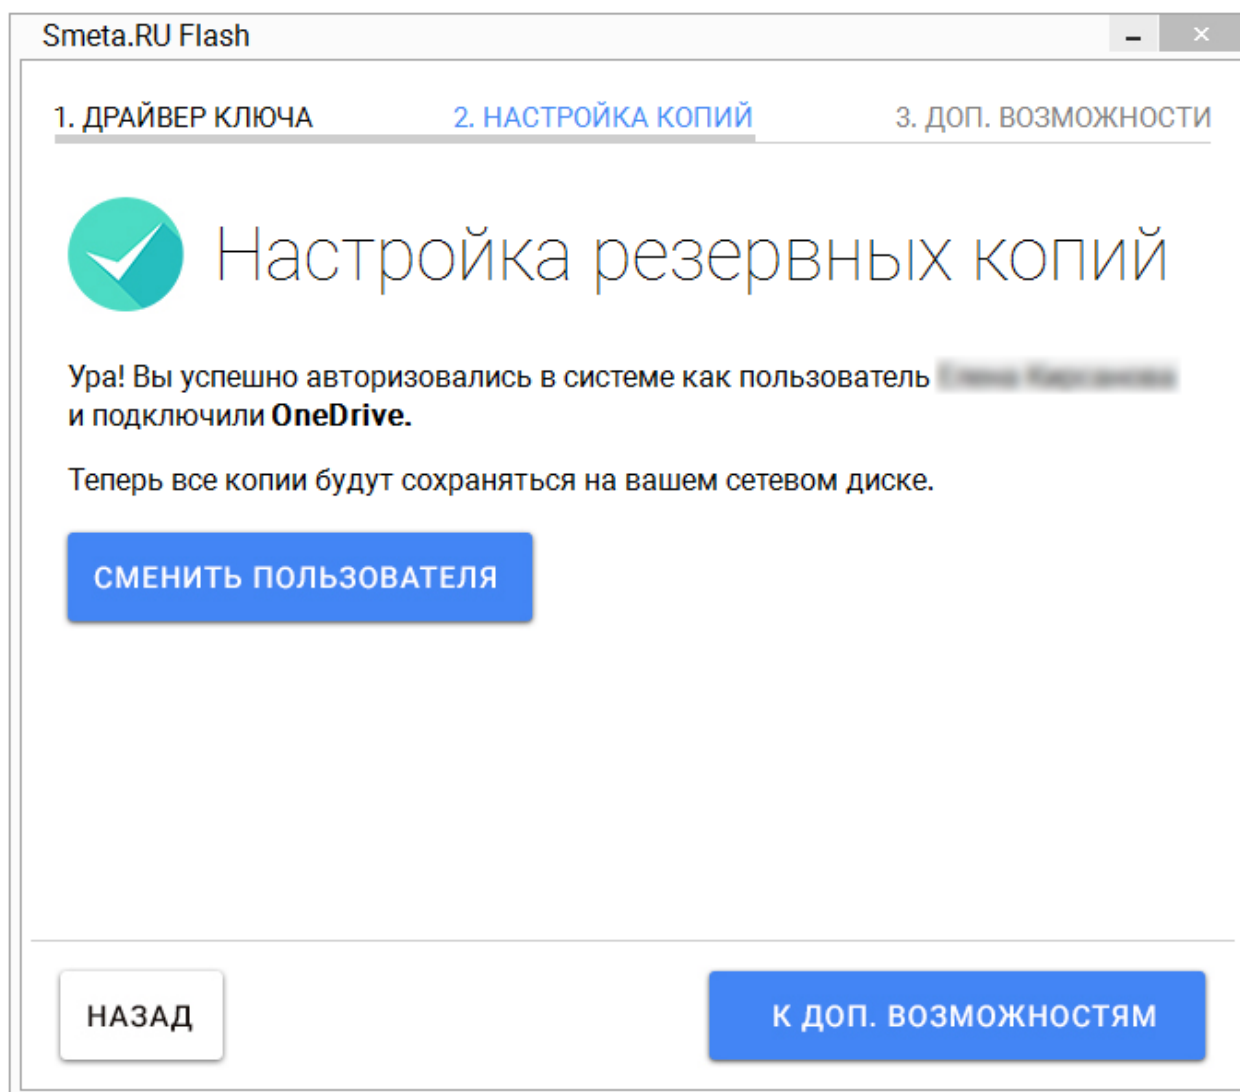 Smeta.RU Flash
1. ДРАЙВЕР КЛЮЧА 2. НАСТРОЙКА КОПИЙ 3. ДОП. ВОЗМОЖНОСТИ
Настройка резервных копий
Ура! Вы успешно авторизовались в системе как пользователь
и подключили OneDrive.
Теперь все копии будут сохраняться на вашем сетевом диске.
СМЕНИТЬ ПОЛЬЗОВАТЕЛЯ
НАЗАД К ДОП. ВОЗМОЖНОСТЯМ